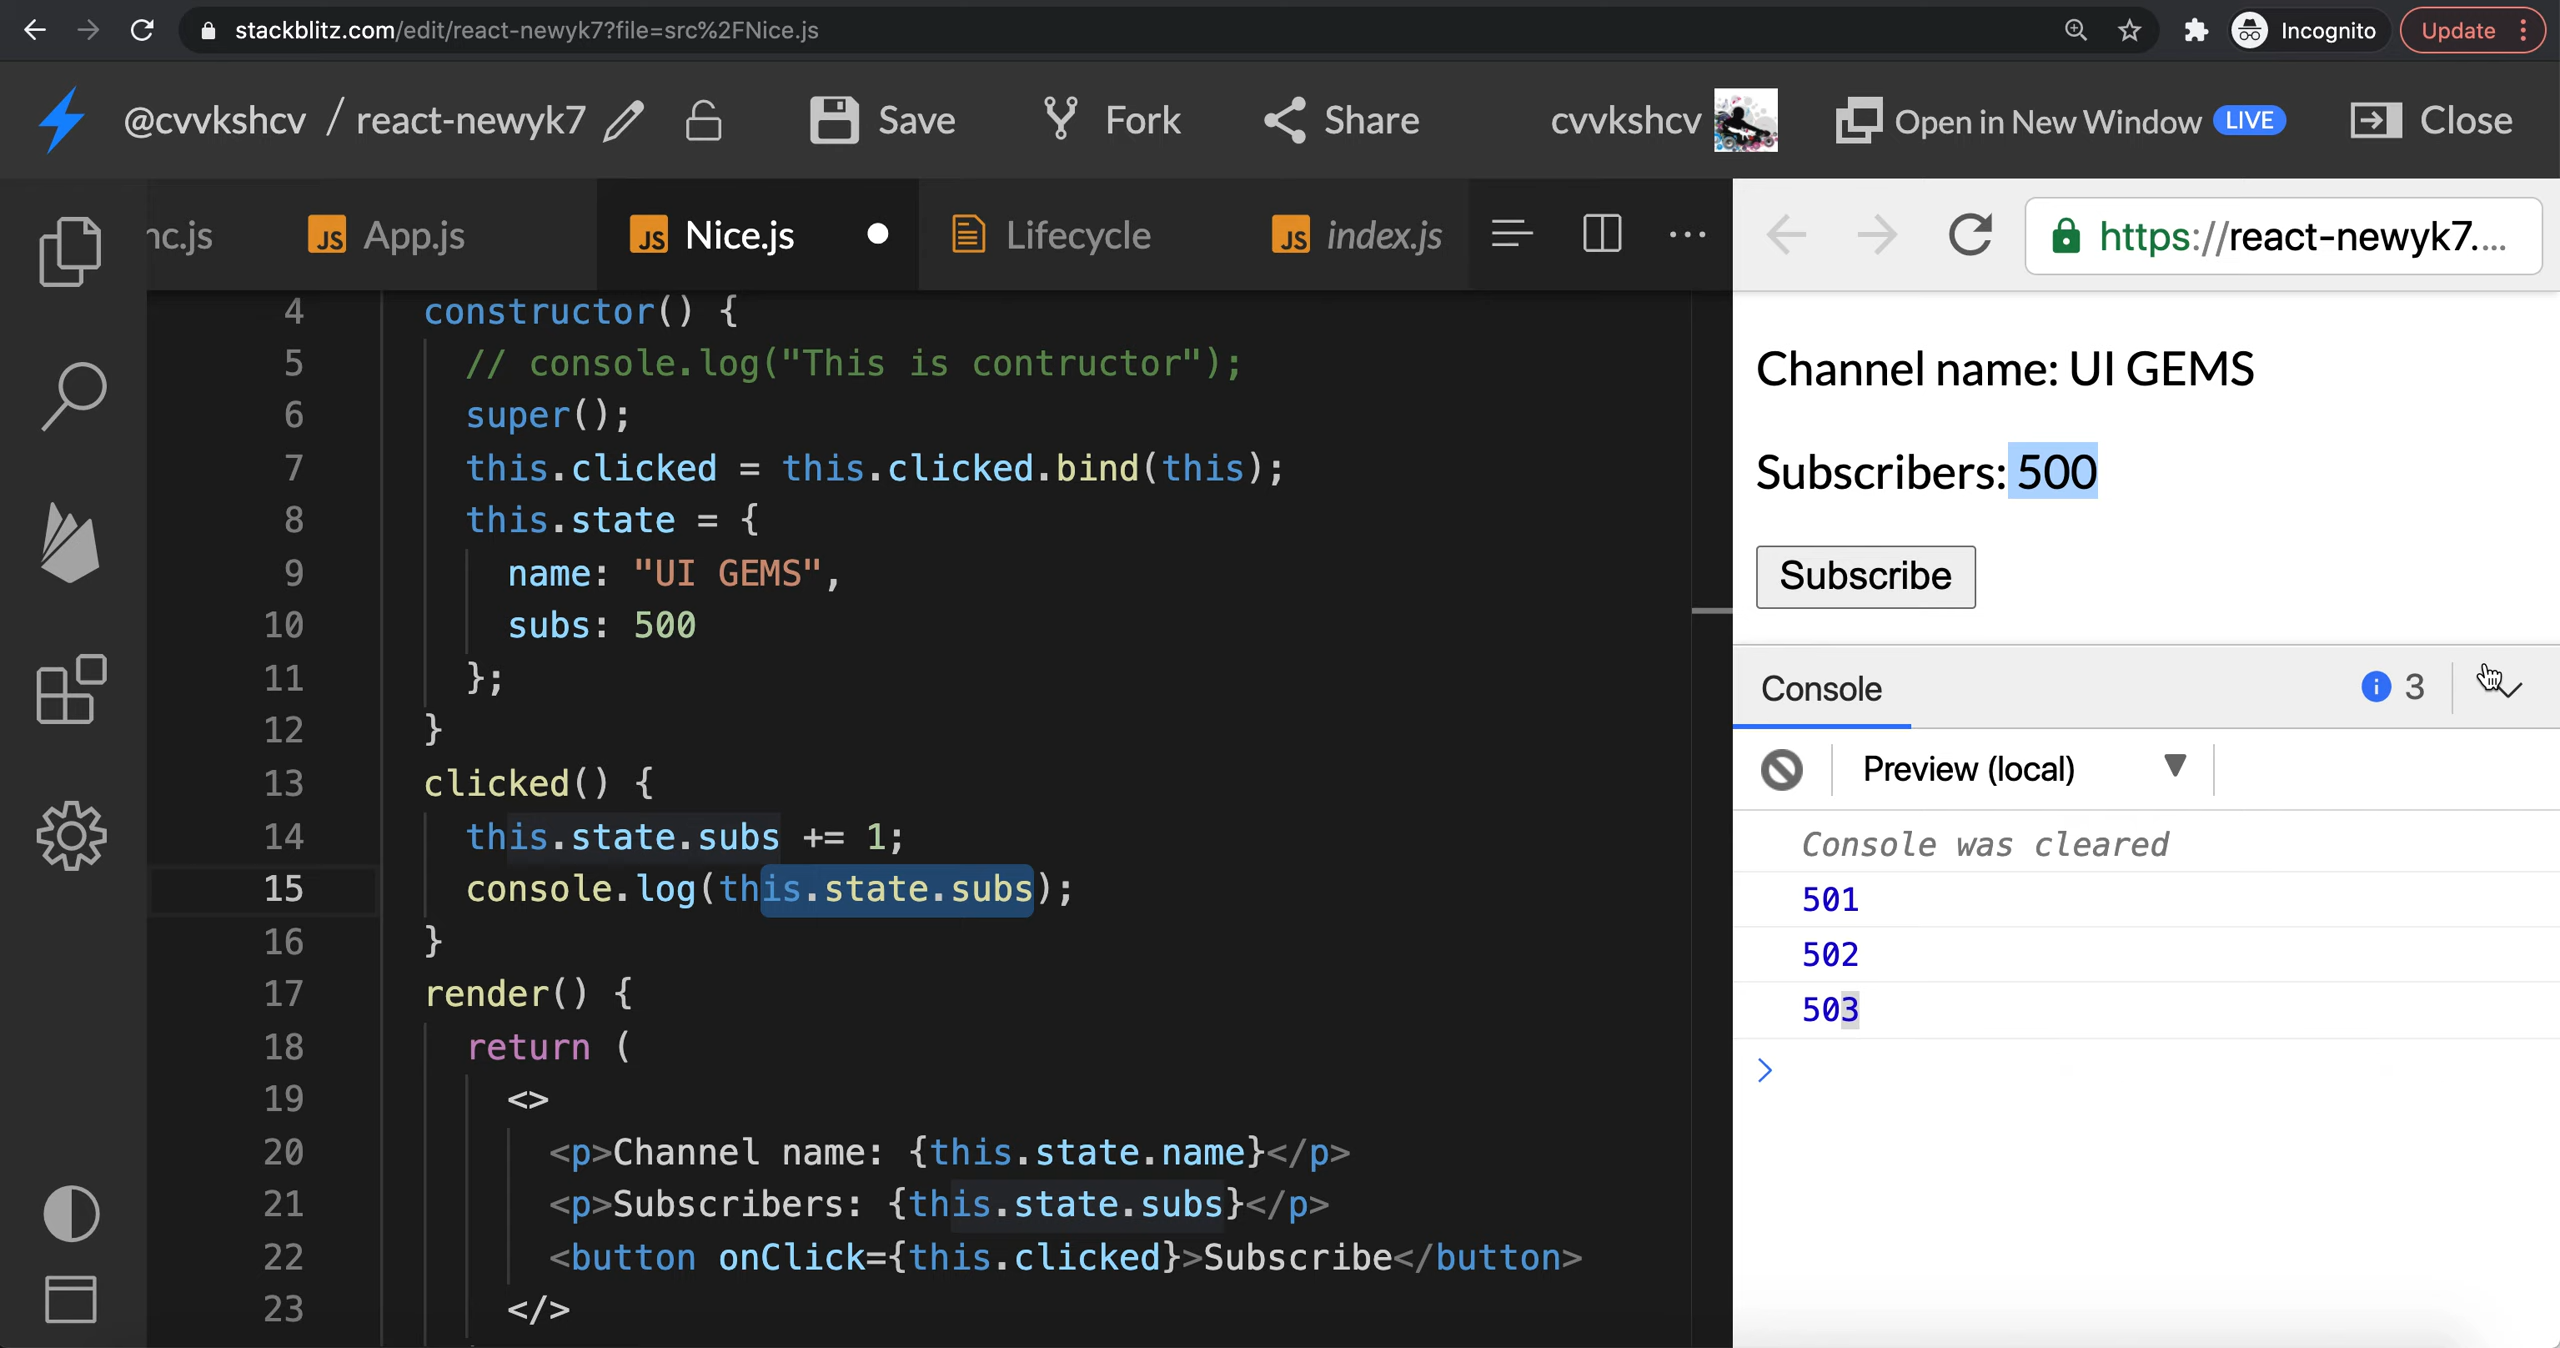 stackblitz.com/edit/react-newyk7?file=src%2FNice.js
Incognito
Update
@cvvkshcv / react-newyk7
Save
Fork
Share
cvvkshcv
Open in New Window
LIVE
Close
nc.js
JS App.js
JS Nice.js
Lifecycle
JS index.js
https://react-newyk7....
4 constructor() {
5 // console.log("This is contructor");
6 super();
7 this.clicked = this.clicked.bind(this);
8 this.state = {
9 name: "UI GEMS",
10 subs: 500
11 };
12 }
13 clicked() {
14 this.state.subs += 1;
15 console.log(this.state.subs);
16 }
17 render() {
18 return (
19 <>
20 <p>Channel name: {this.state.name}</p>
21 <p>Subscribers: {this.state.subs}</p>
22 <button onClick={this.clicked}>Subscribe</button>
23 </>
Channel name: UI GEMS
Subscribers: 500
Subscribe
Console
3
Preview (local)
Console was cleared
501
502
503